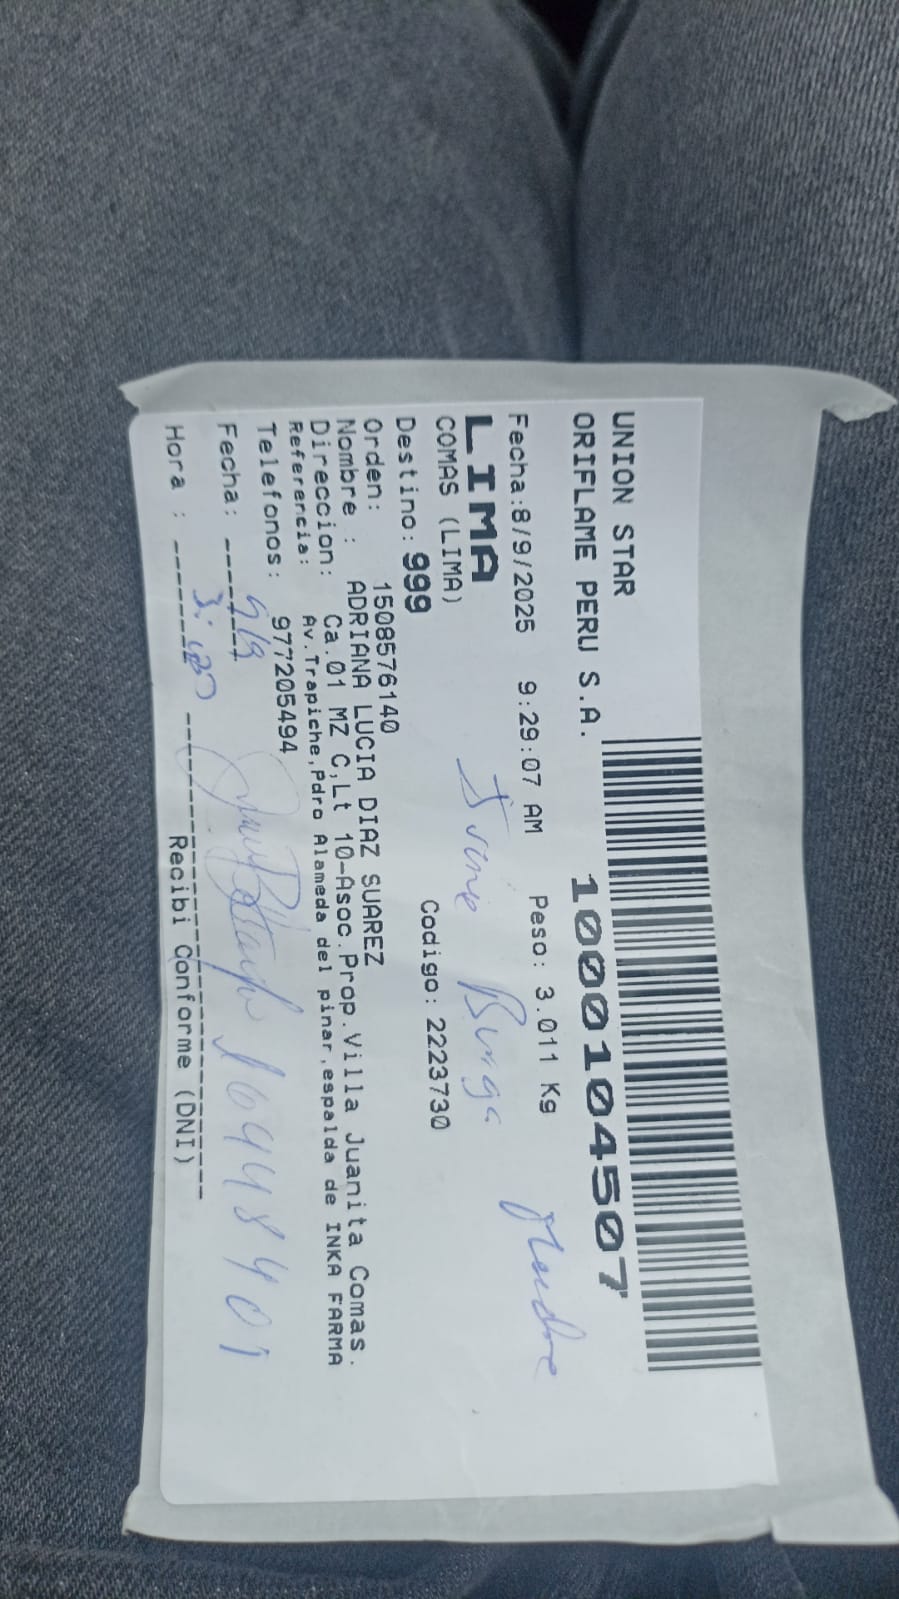 UNION STAR
ORIFLAME PERU S.A.
10001045077
Fecha:8/9/2025 9:29:07 AM Peso: 3.011 Kg
LIMA
COMAS (LIMA)
Destino: 999 Codigo: 2223730
Orden: 1508576140
Nombre : ADRIANA LUCIA DIAZ SUAREZ
Direccion: Ca.01 MZ C,Lt 10-Asoc.Prop.Villa Juanita Comas.
Referencia: Av.Trapiche,Pdro Alameda del pinar,espalda de INKA FARMA
Telefonos: 977205494
Fecha: ------
Hora : ------
Recibi Conforme (DNI)